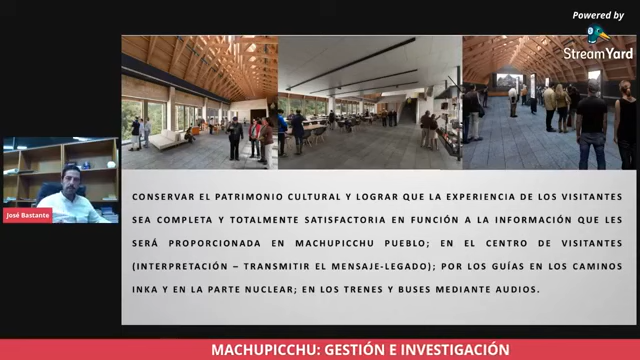 Powered by
StreamYard
CONSERVAR EL PATRIMONIO CULTURAL Y LOGRAR QUE LA EXPERIENCIA DE LOS VISITANTES
SEA COMPLETA Y TOTALMENTE SATISFACTORIA EN FUNCIÓN A LA INFORMACIÓN QUE LES
SERÁ PROPORCIONADA EN MACHUPICCHU PUEBLO; EN EL CENTRO DE VISITANTES
(INTERPRETACIÓN – TRANSMITIR EL MENSAJE-LEGADO); POR LOS GUÍAS EN LOS CAMINOS
INKA Y EN LA PARTE NUCLEAR; EN LOS TRENES Y BUSES MEDIANTE AUDIOS.
José Bastante
MACHUPICCHU: GESTIÓN E INVESTIGACIÓN